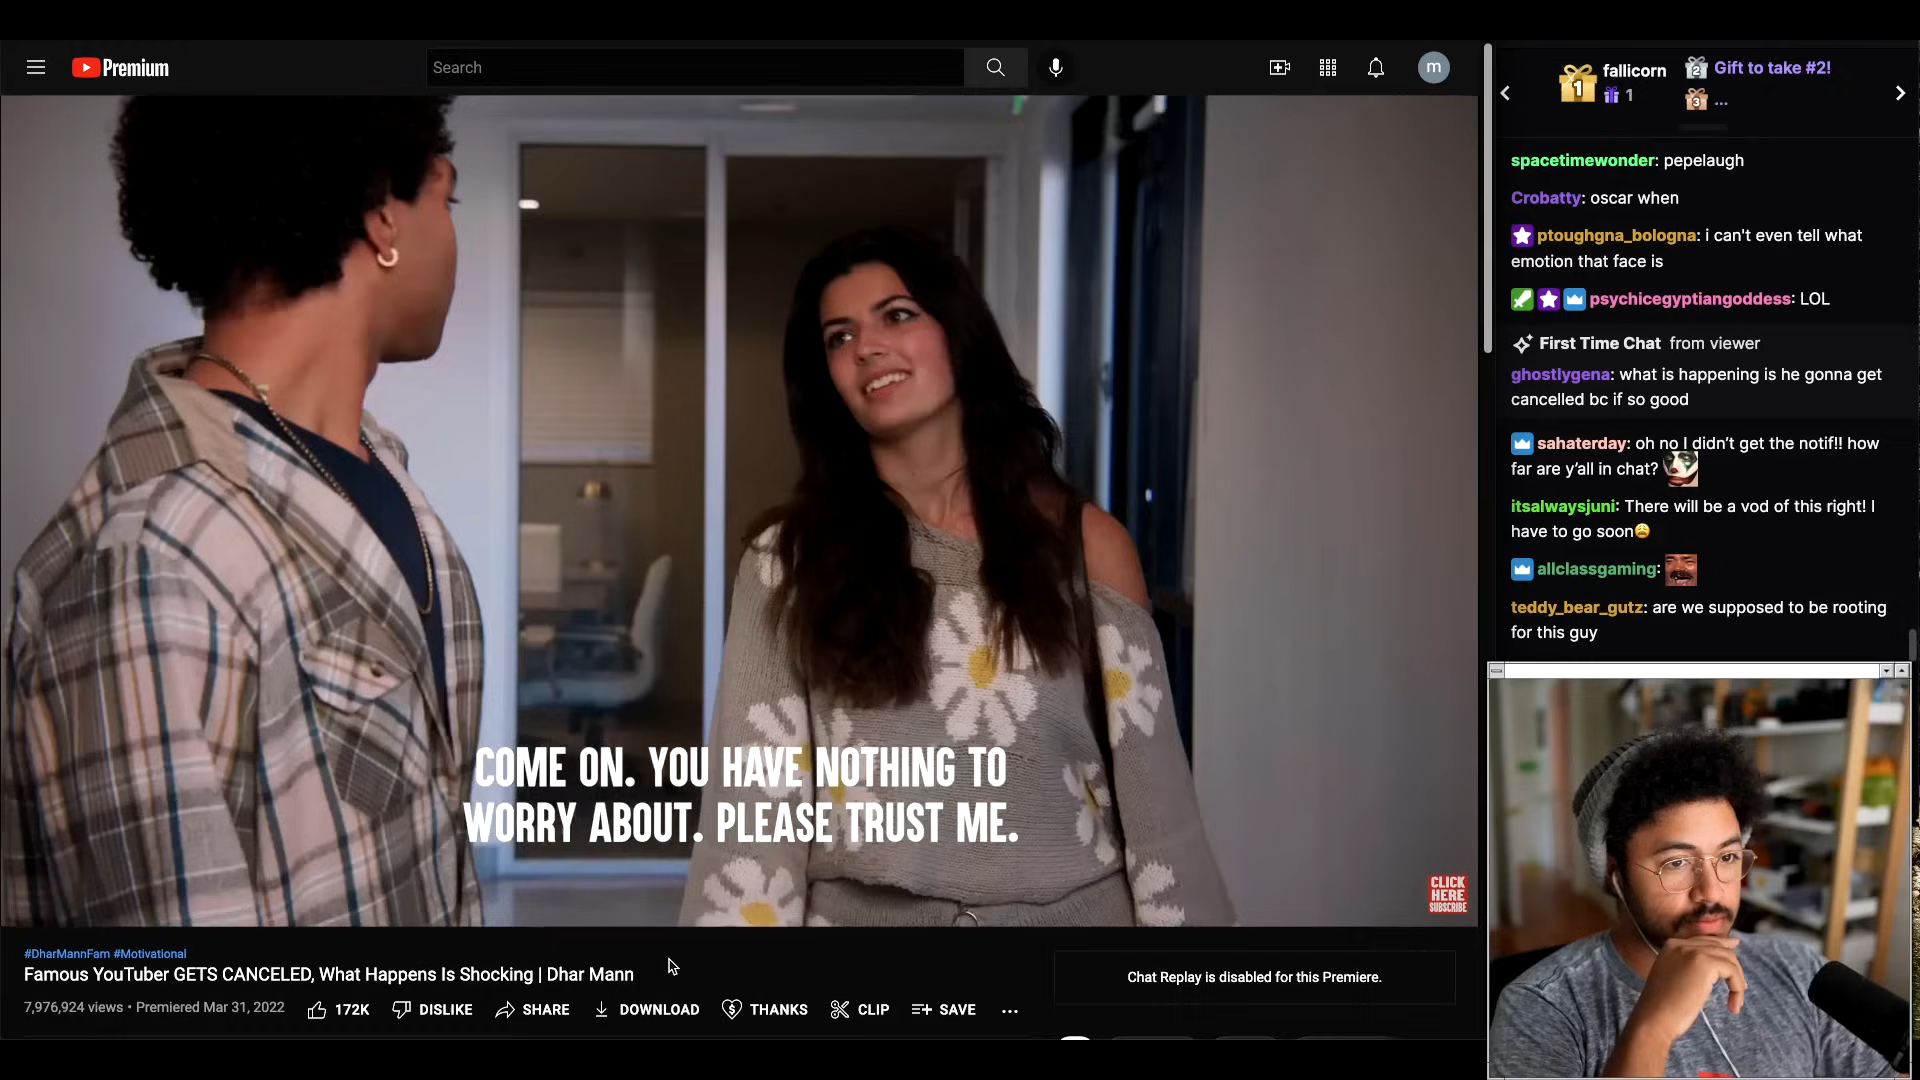 Premium
Search
m
COME ON. YOU HAVE NOTHING TO
WORRY ABOUT. PLEASE TRUST ME.
CLICK
HERE
SUBSCRIBE
#DharMannFam #Motivational
Famous YouTuber GETS CANCELED, What Happens Is Shocking | Dhar Mann
7,976,924 views • Premiered Mar 31, 2022
172K
DISLIKE
SHARE
DOWNLOAD
THANKS
CLIP
SAVE
Chat Replay is disabled for this Premiere.
1
fallicorn
1
2
Gift to take #2!
3
...
spacetimewonder: pepelaugh
Crobatty: oscar when
ptoughgna_bologna: i can't even tell what
emotion that face is
psychicegyptiangoddess: LOL
First Time Chat from viewer
ghostlygena: what is happening is he gonna get
cancelled bc if so good
sahaterday: oh no I didn't get the notif!! how
far are y'all in chat?
itsalwaysjuni: There will be a vod of this right! I
have to go soon
allclassgaming:
teddy_bear_gutz: are we supposed to be rooting
for this guy